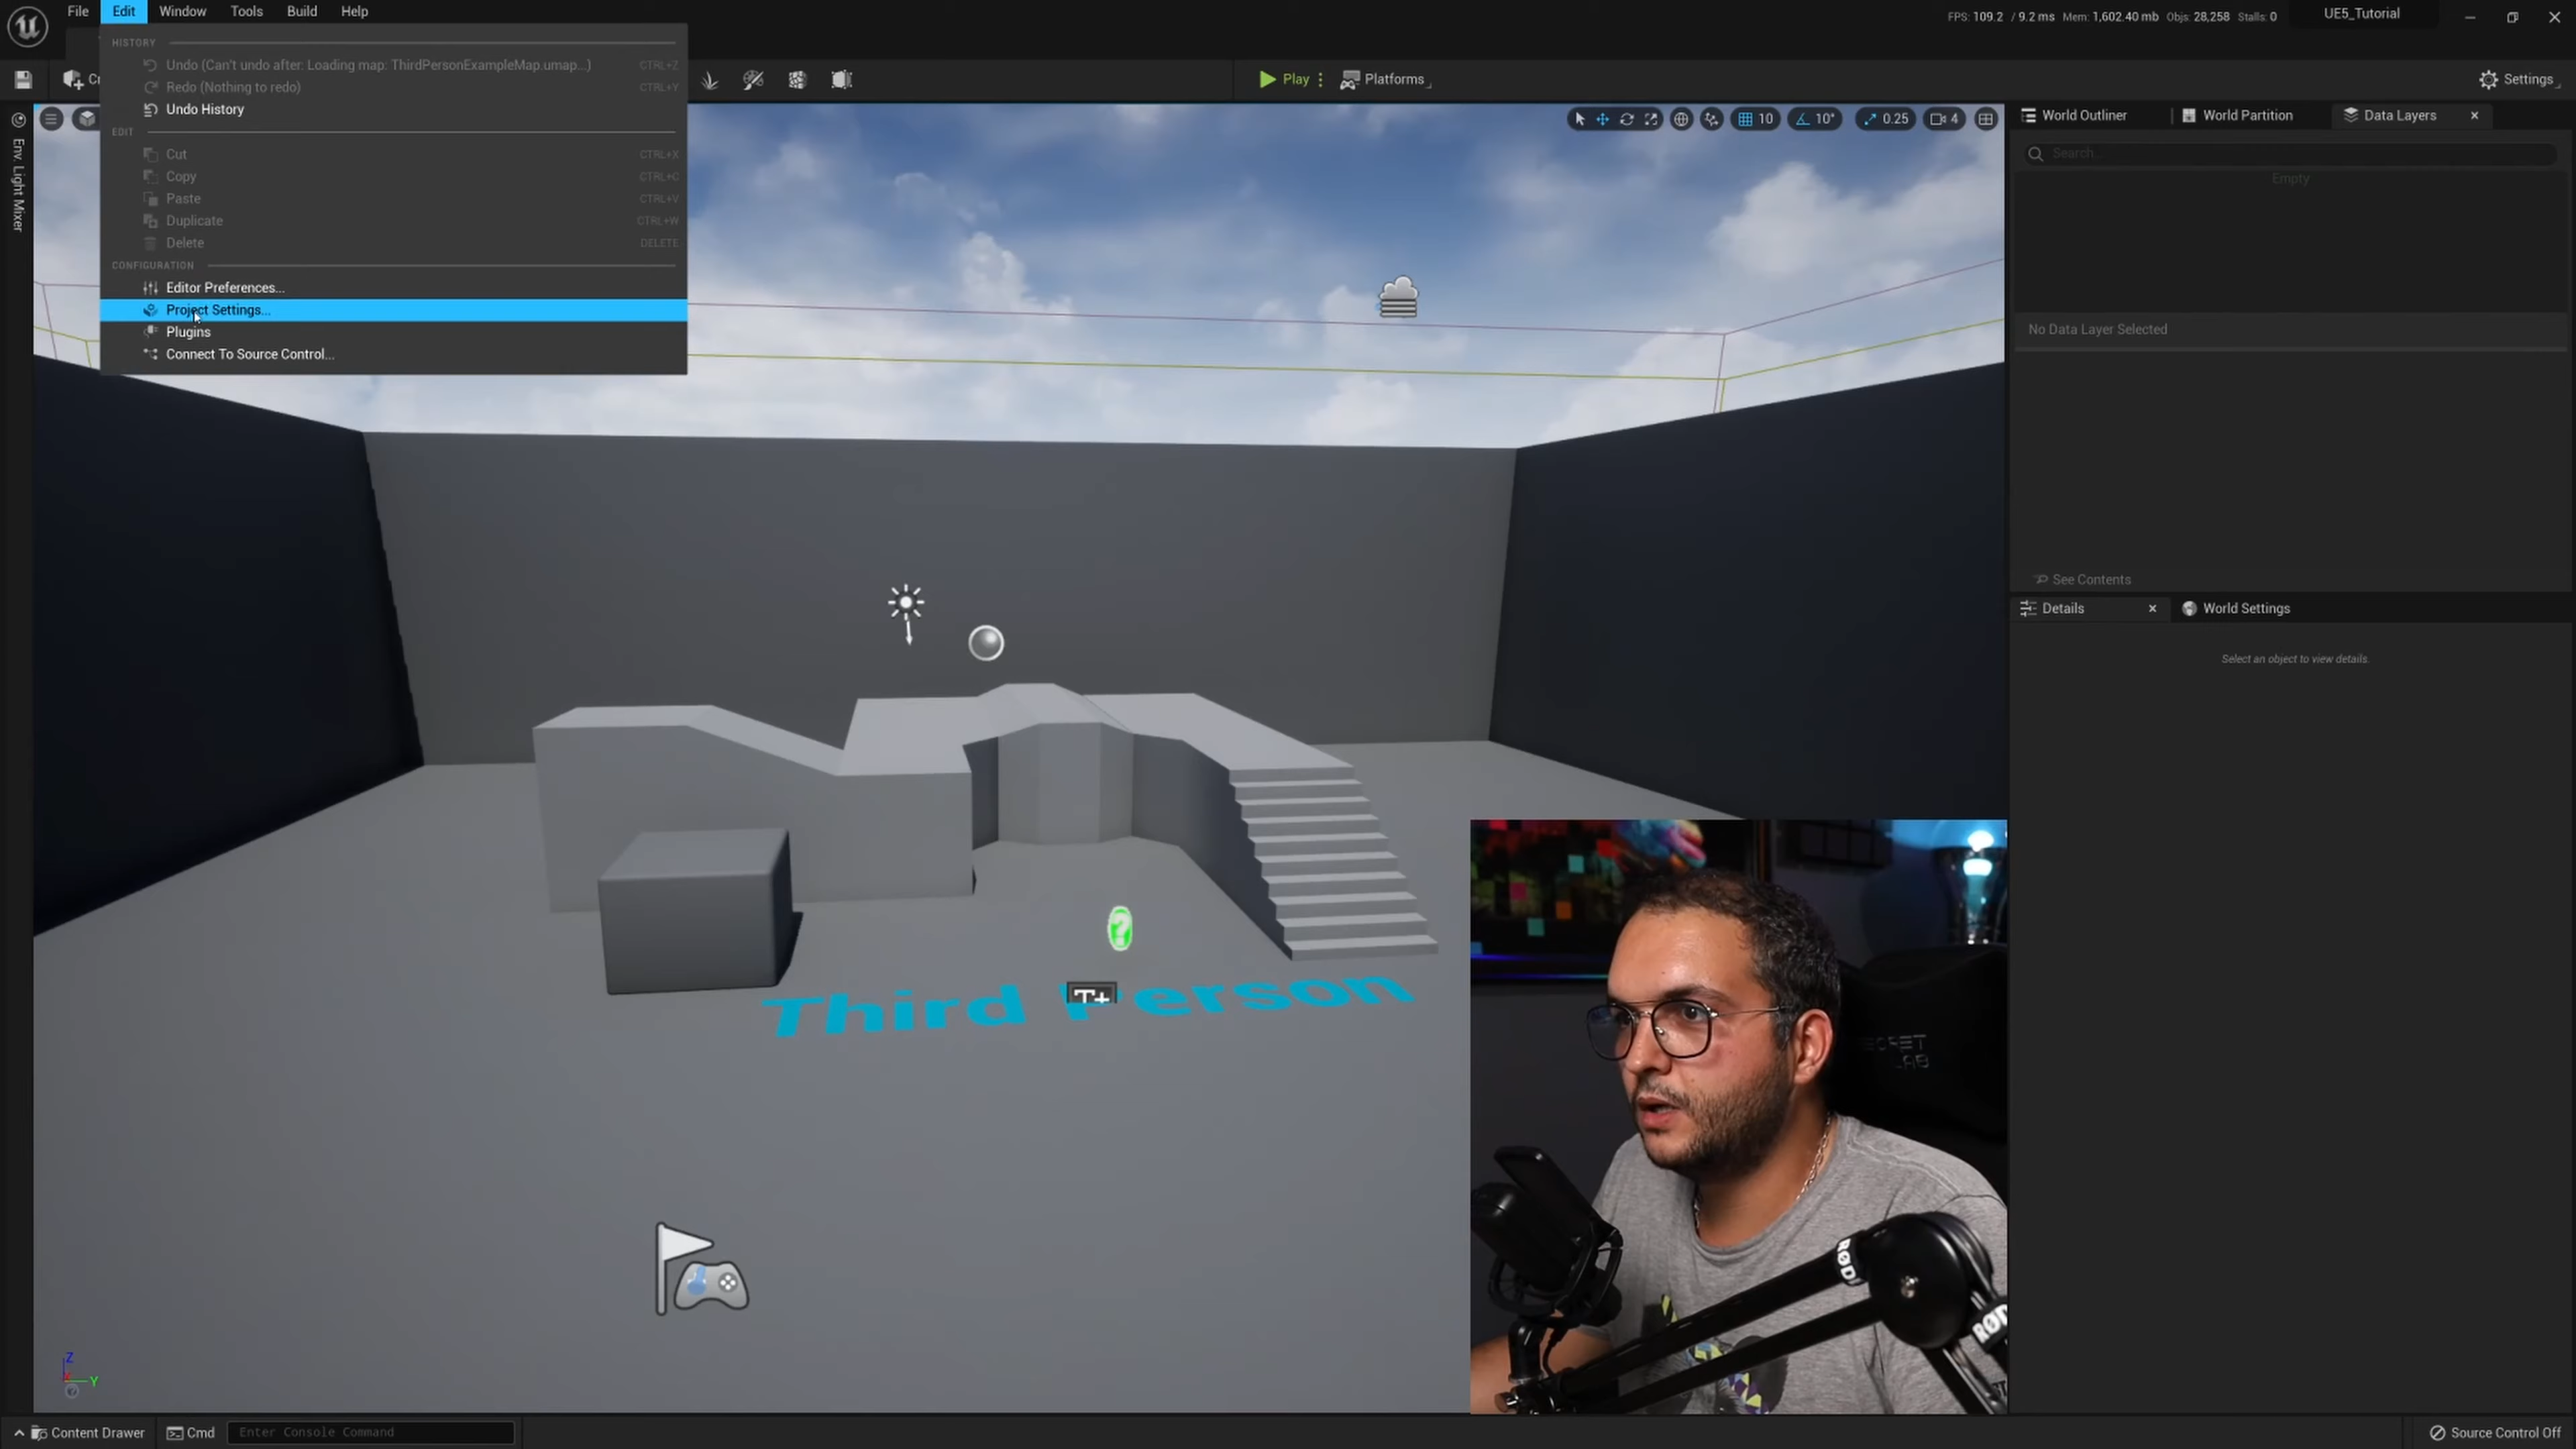 File Edit Window Tools Build Help
FPS: 109.2 / 9.2 ms Mem: 1,602.40 mb Objs: 28,258 Stalls: 0
UE5_Tutorial
HISTORY
Undo (Can't undo after: Loading map: ThirdPersonExampleMap.umap...) CTRL+Z
Redo (Nothing to redo) CTRL+Y
Undo History
EDIT
Cut CTRL+X
Copy CTRL+C
Paste CTRL+V
Duplicate CTRL+W
Delete DELETE
CONFIGURATION
Editor Preferences...
Project Settings...
Plugins
Connect To Source Control...
Play Platforms
Settings
10 10° 0.25 4
Env. Light Mixer
World Outliner World Partition Data Layers
Search...
Empty
No Data Layer Selected
See Contents
Details World Settings
Select an object to view details.
Third Person
T+
Z
Y
RØD
Content Drawer Cmd Enter Console Command
Source Control Off